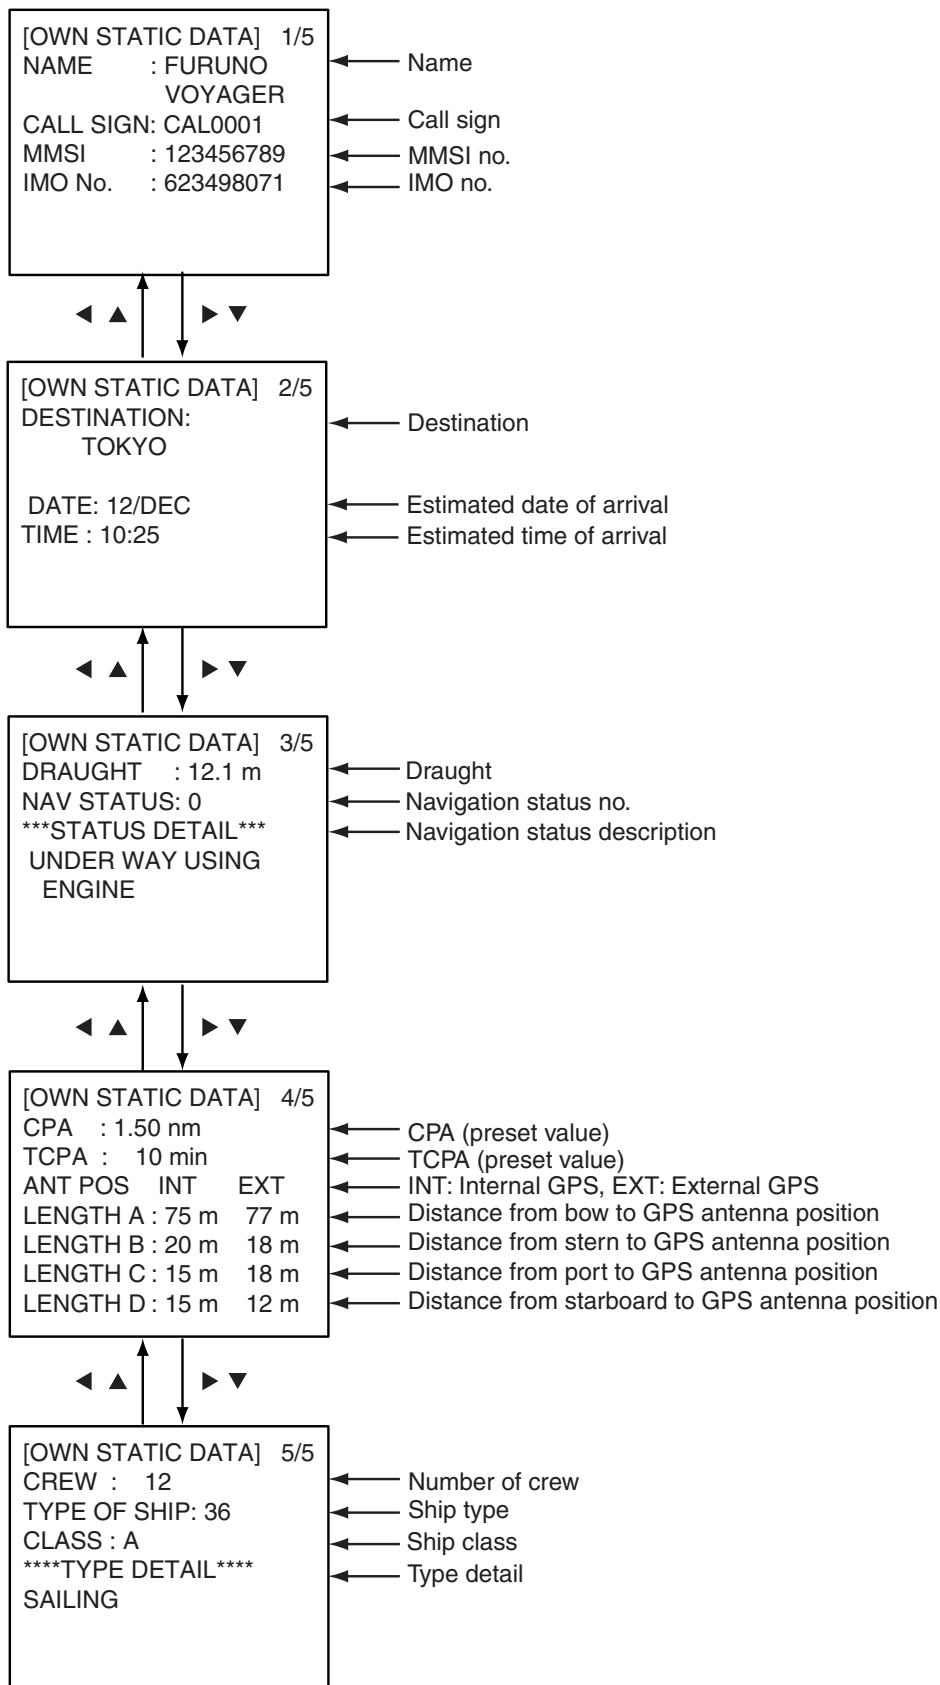 [OWN STATIC DATA] 1/5
NAME : FURUNO
VOYAGER
CALL SIGN: CAL0001
MMSI : 123456789
IMO No. : 623498071
Name
Call sign
MMSI no.
IMO no.
[OWN STATIC DATA] 2/5
DESTINATION:
TOKYO
DATE: 12/DEC
TIME : 10:25
Destination
Estimated date of arrival
Estimated time of arrival
[OWN STATIC DATA] 3/5
DRAUGHT : 12.1 m
NAV STATUS: 0
***STATUS DETAIL***
UNDER WAY USING
ENGINE
Draught
Navigation status no.
Navigation status description
[OWN STATIC DATA] 4/5
CPA : 1.50 nm
TCPA : 10 min
ANT POS INT EXT
LENGTH A : 75 m 77 m
LENGTH B : 20 m 18 m
LENGTH C : 15 m 18 m
LENGTH D : 15 m 12 m
CPA (preset value)
TCPA (preset value)
INT: Internal GPS, EXT: External GPS
Distance from bow to GPS antenna position
Distance from stern to GPS antenna position
Distance from port to GPS antenna position
Distance from starboard to GPS antenna position
[OWN STATIC DATA] 5/5
CREW : 12
TYPE OF SHIP: 36
CLASS : A
****TYPE DETAIL****
SAILING
Number of crew
Ship type
Ship class
Type detail